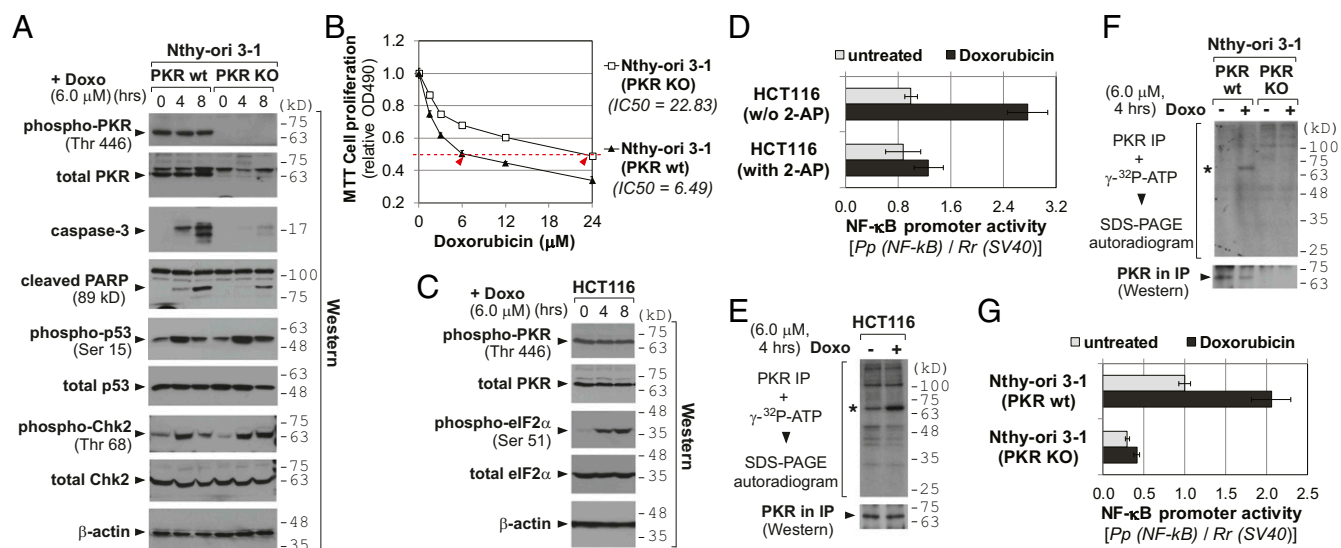 A
Nthy-ori 3-1
+ Doxo PKR wt PKR KO
(6.0 μM) (hrs) 0 4 8 0 4 8 (kD)
phospho-PKR
(Thr 446)
-75
-63
total PKR
-75
-63
caspase-3
-17
cleaved PARP
(89 kD)
-100
-75
phospho-p53
(Ser 15)
-63
-48
total p53
-63
-48
phospho-Chk2
(Thr 68)
-75
-63
total Chk2
-75
-63
β-actin
-48
-35
Western
B
MTT Cell proliferation
(relative OD490)
1.2
1.0
0.8
0.6
0.4
0.2
0 6 12 18 24
Doxorubicin (μM)
Nthy-ori 3-1
(PKR KO)
(IC50 = 22.83)
Nthy-ori 3-1
(PKR wt)
(IC50 = 6.49)
C
+ Doxo HCT116
(6.0 μM) (hrs) 0 4 8 (kD)
phospho-PKR
(Thr 446)
-75
-63
total PKR
-75
-63
phospho-eIF2α
(Ser 51)
-48
-35
total eIF2α
-48
-35
β-actin
-48
-35
Western
D
untreated Doxorubicin
HCT116
(w/o 2-AP)
HCT116
(with 2-AP)
0.0 0.8 1.6 2.4 3.2
NF-κB promoter activity
[Pp (NF-kB) / Rr (SV40)]
E
(6.0 μM,
4 hrs) Doxo
HCT116
- +
(kD)
PKR IP
+
γ-³²P-ATP
SDS-PAGE
autoradiogram
*
-100
-75
-63
-48
-35
-25
PKR in IP
(Western)
-75
-63
F
Nthy-ori 3-1
PKR wt PKR KO
(6.0 μM,
4 hrs) Doxo - + - +
(kD)
PKR IP
+
γ-³²P-ATP
SDS-PAGE
autoradiogram
*
-100
-75
-63
-48
-35
-25
PKR in IP
(Western)
-75
-63
G
untreated Doxorubicin
Nthy-ori 3-1
(PKR wt)
Nthy-ori 3-1
(PKR KO)
0.0 0.5 1.0 1.5 2.0 2.5
NF-κB promoter activity
[Pp (NF-kB) / Rr (SV40)]